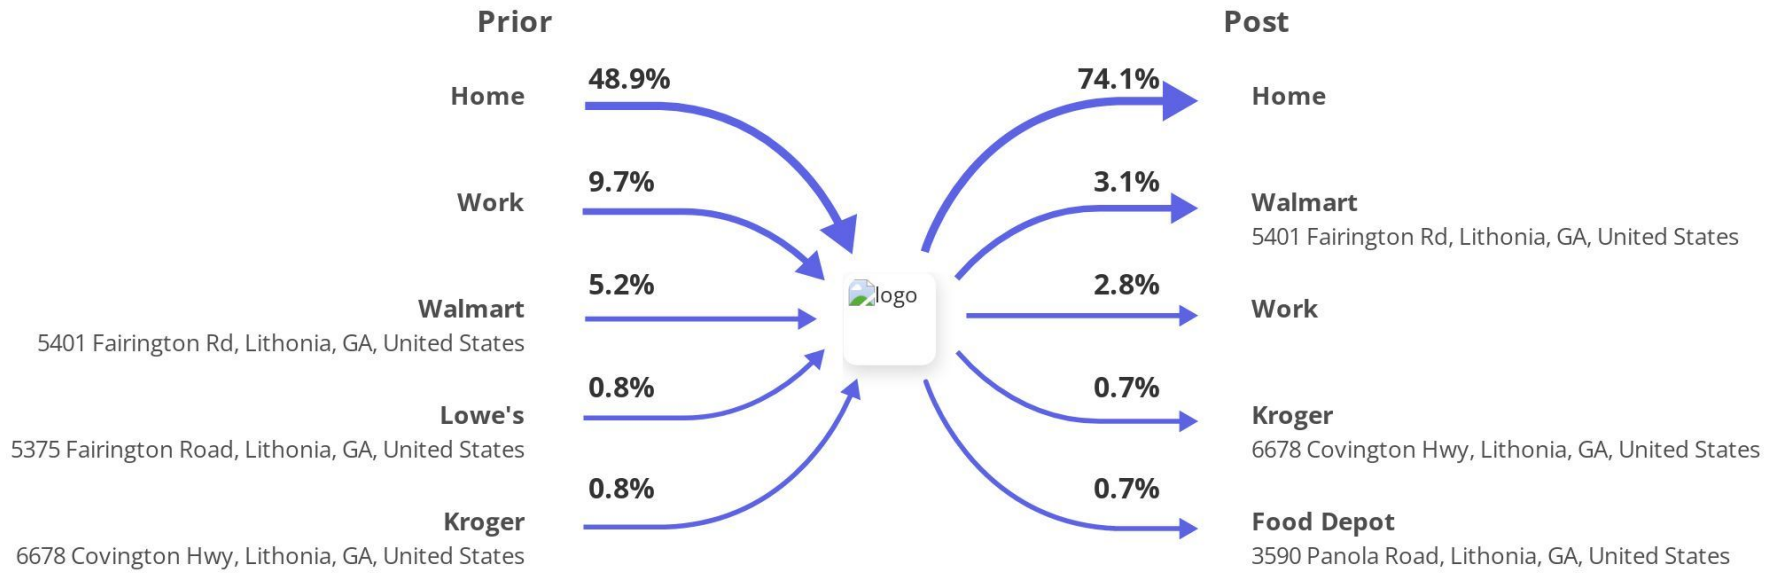 Prior
Post
48.9%
Home
9.7%
Work
5.2%
Walmart
5401 Fairington Rd, Lithonia, GA, United States
0.8%
Lowe's
5375 Fairington Road, Lithonia, GA, United States
0.8%
Kroger
6678 Covington Hwy, Lithonia, GA, United States
logo
74.1%
Home
3.1%
Walmart
5401 Fairington Rd, Lithonia, GA, United States
2.8%
Work
0.7%
Kroger
6678 Covington Hwy, Lithonia, GA, United States
0.7%
Food Depot
3590 Panola Road, Lithonia, GA, United States